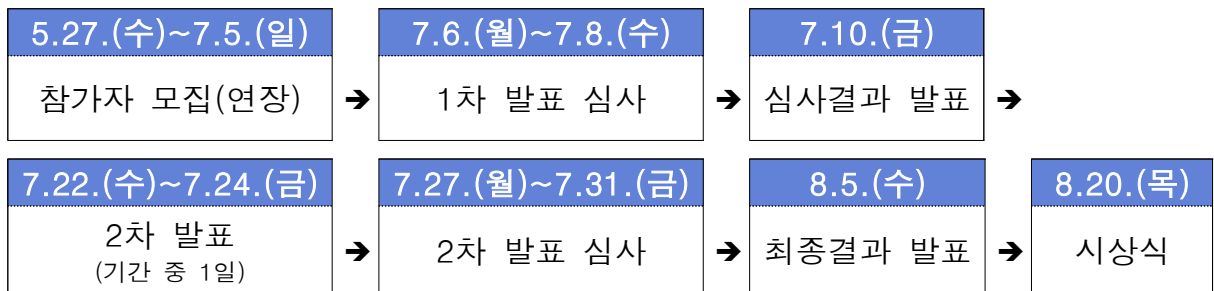 5.27.(수)~7.5.(일) 7.6.(월)~7.8.(수) 7.10.(금)
참가자 모집(연장) ➔ 1차 발표 심사 ➔ 심사결과 발표 ➔
7.22.(수)~7.24.(금) 7.27.(월)~7.31.(금) 8.5.(수) 8.20.(목)
2차 발표
(기간 중 1일) ➔ 2차 발표 심사 ➔ 최종결과 발표 ➔ 시상식